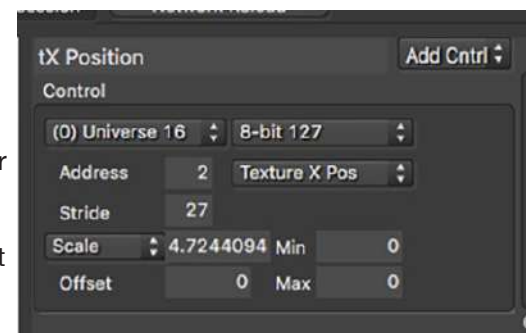 tX Position Add Cntrl
Control
(0) Universe 16 8-bit 127
Address 2 Texture X Pos
Stride 27
Scale 4.7244094 Min 0
Offset 0 Max 0